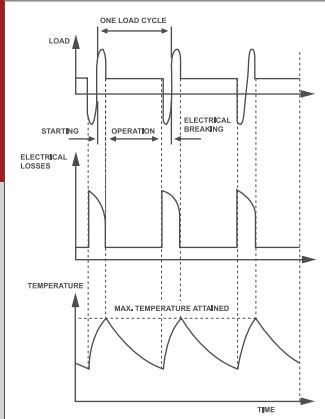 ONE LOAD CYCLE
LOAD
STARTING
OPERATION
ELECTRICAL
BREAKING
ELECTRICAL
LOSSES
TEMPERATURE
MAX. TEMPERATURE ATTAINED
TIME